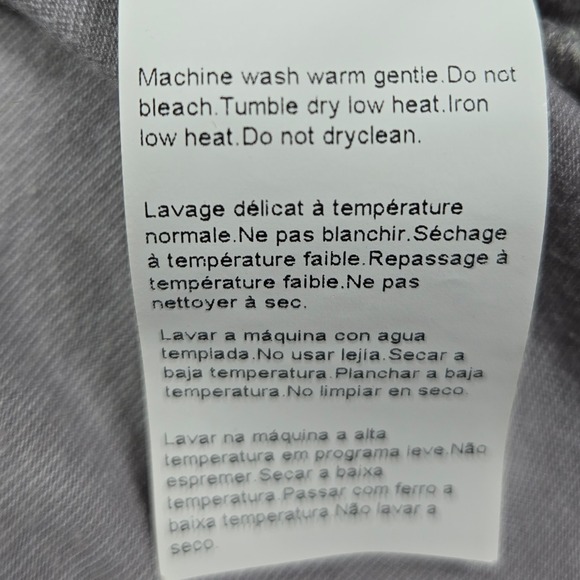 Machine wash warm gentle.Do not
bleach.Tumble dry low heat.Iron
low heat.Do not dryclean.
Lavage délicat à température
normale.Ne pas blanchir.Séchage
à température faible.Repassage à
température faible.Ne pas
nettoyer à sec.
Lavar a máquina con agua
templada.No usar lejía.Secar a
baja temperatura.Planchar a baja
temperatura.No limpiar en seco.
Lavar na máquina a alta
temperatura em programa leve.Não
espremer.Secar a baixa
temperatura.Passar com ferro a
baixa temperatura.Não lavar a
seco.